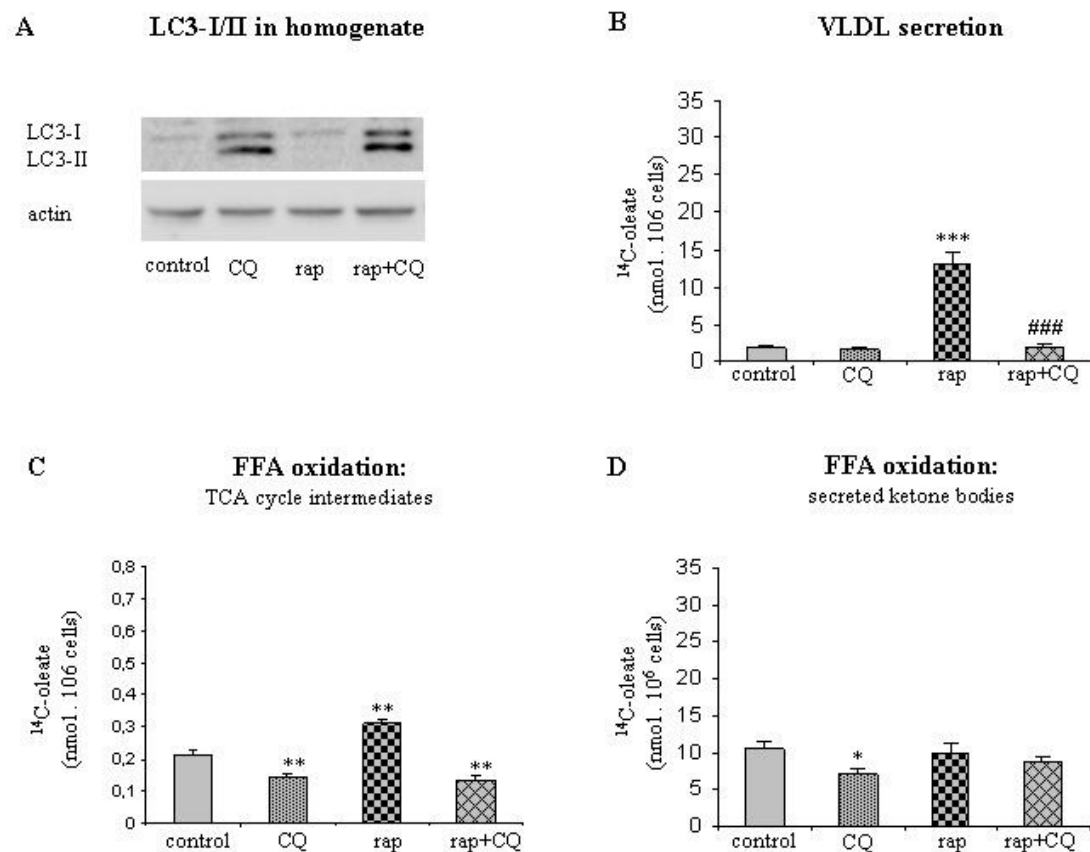 A
LC3-I/II in homogenate
LC3-I
LC3-II
actin
control CQ rap rap+CQ
B
VLDL secretion
¹⁴C-oleate
(nmol . 106 cells)
35
30
25
20
15
10
5
0
***
###
control CQ rap rap+CQ
C
FFA oxidation:
TCA cycle intermediates
¹⁴C-oleate
(nmol . 106 cells)
0,8
0,7
0,6
0,5
0,4
0,3
0,2
0,1
0
**
**
**
control CQ rap rap+CQ
D
FFA oxidation:
secreted ketone bodies
¹⁴C-oleate
(nmol . 10⁶ cells)
35
30
25
20
15
10
5
0
*
control CQ rap rap+CQ